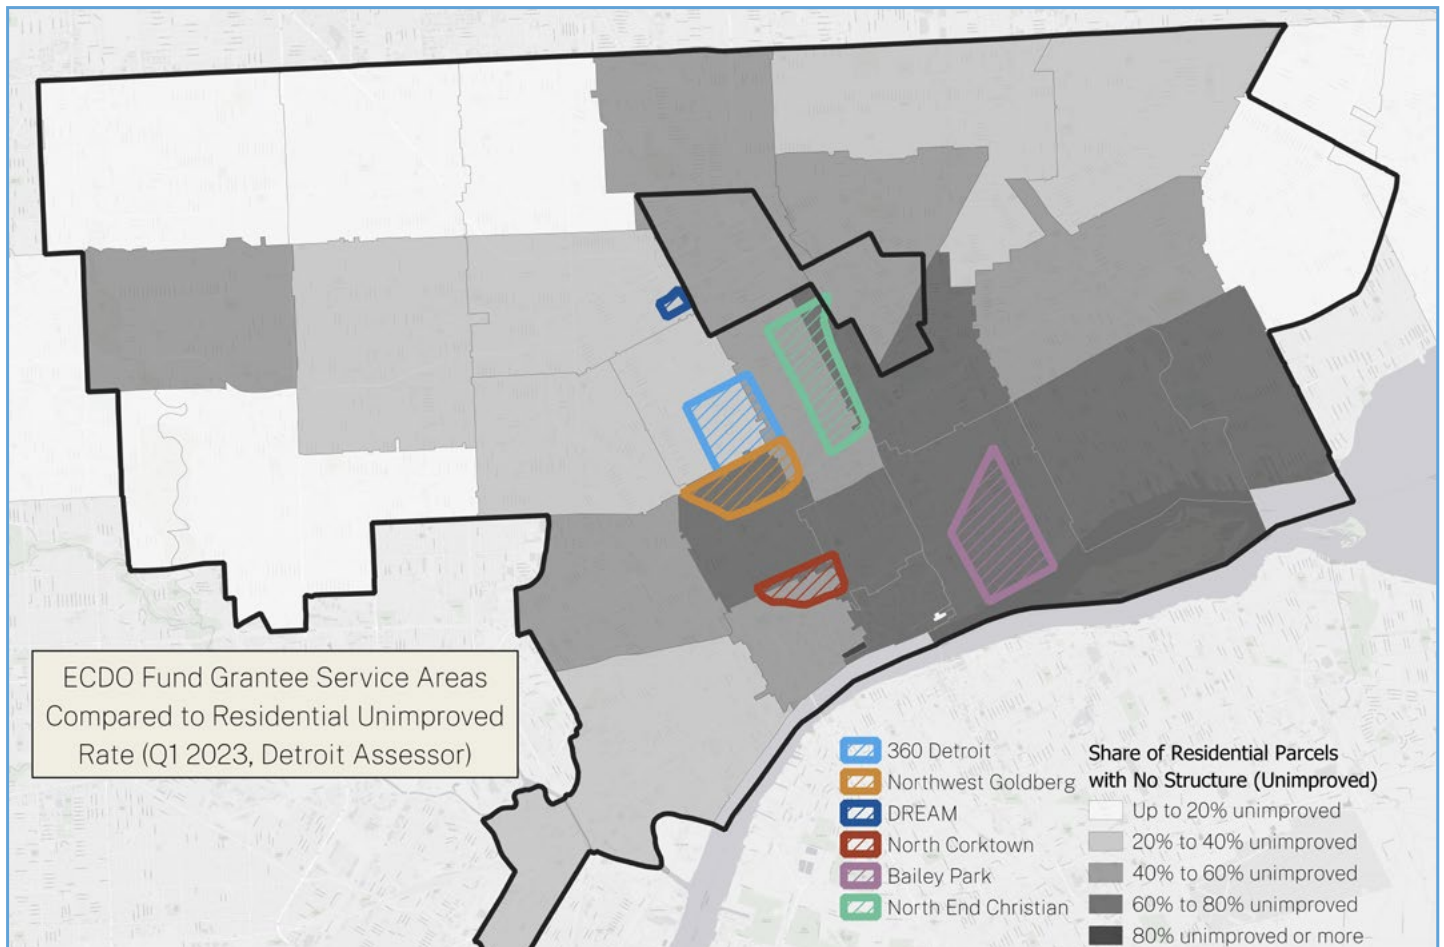 ECDO Fund Grantee Service Areas
Compared to Residential Unimproved
Rate (Q1 2023, Detroit Assessor)
360 Detroit
Northwest Goldberg
DREAM
North Corktown
Bailey Park
North End Christian
Share of Residential Parcels
with No Structure (Unimproved)
Up to 20% unimproved
20% to 40% unimproved
40% to 60% unimproved
60% to 80% unimproved
80% unimproved or more